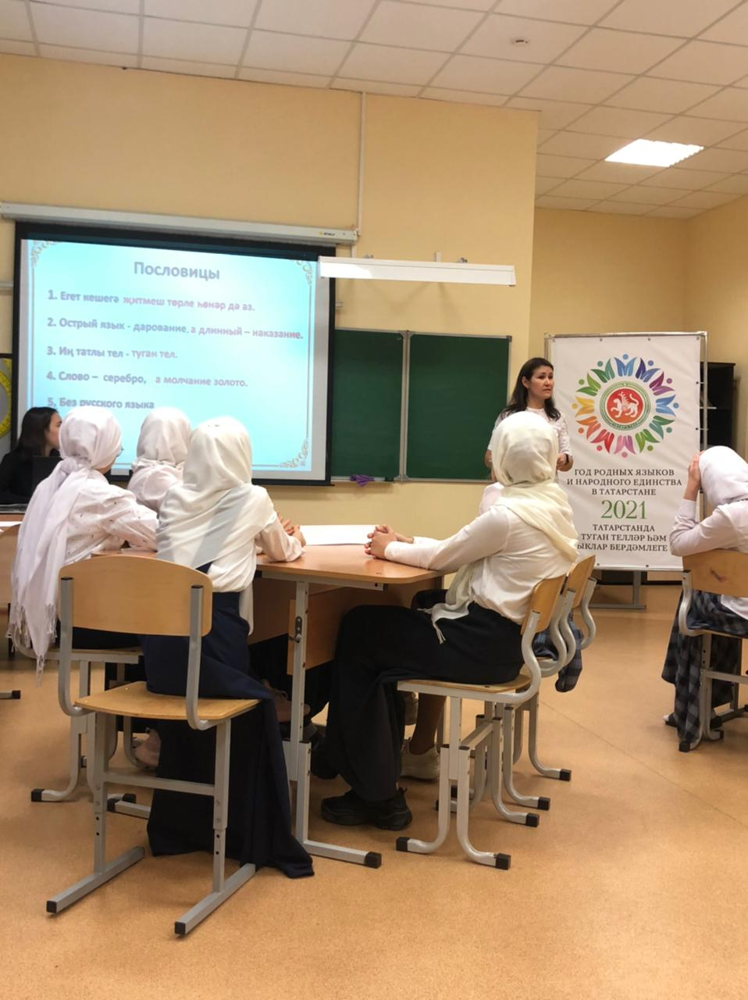 Пословицы
1. Егет кешегә җитмеш төрле һөнәр дә аз.
2. Острый язык - дарование, а длинный – наказание.
3. Иң татлы тел - туган тел.
4. Слово – серебро, а молчание золото.
5. Без русского языка
ГОД РОДНЫХ ЯЗЫКОВ
И НАРОДНОГО ЕДИНСТВА
В ТАТАРСТАНЕ
2021
ТАТАРСТАНДА
ТУГАН ТЕЛЛӘР ҺӘМ
ЫКЛАР БЕРДӘМЛЕГЕ